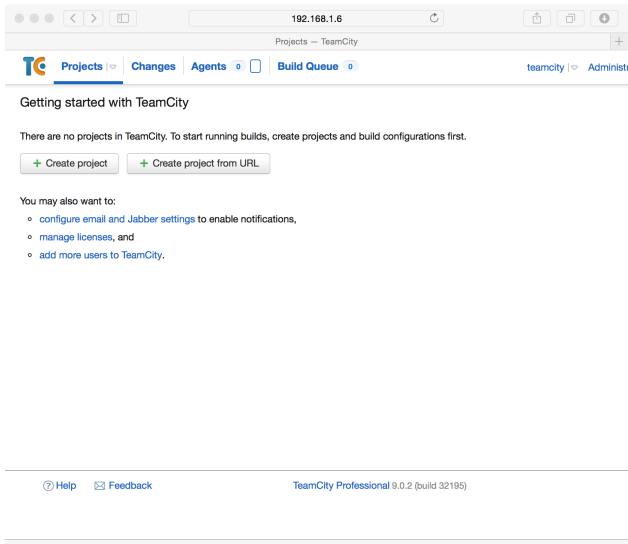 192.168.1.6
Projects — TeamCity
TC Projects Changes Agents 0 Build Queue 0 teamcity Administr
Getting started with TeamCity
There are no projects in TeamCity. To start running builds, create projects and build configurations first.
+ Create project + Create project from URL
You may also want to:
configure email and Jabber settings to enable notifications,
manage licenses, and
add more users to TeamCity.
? Help Feedback TeamCity Professional 9.0.2 (build 32195)